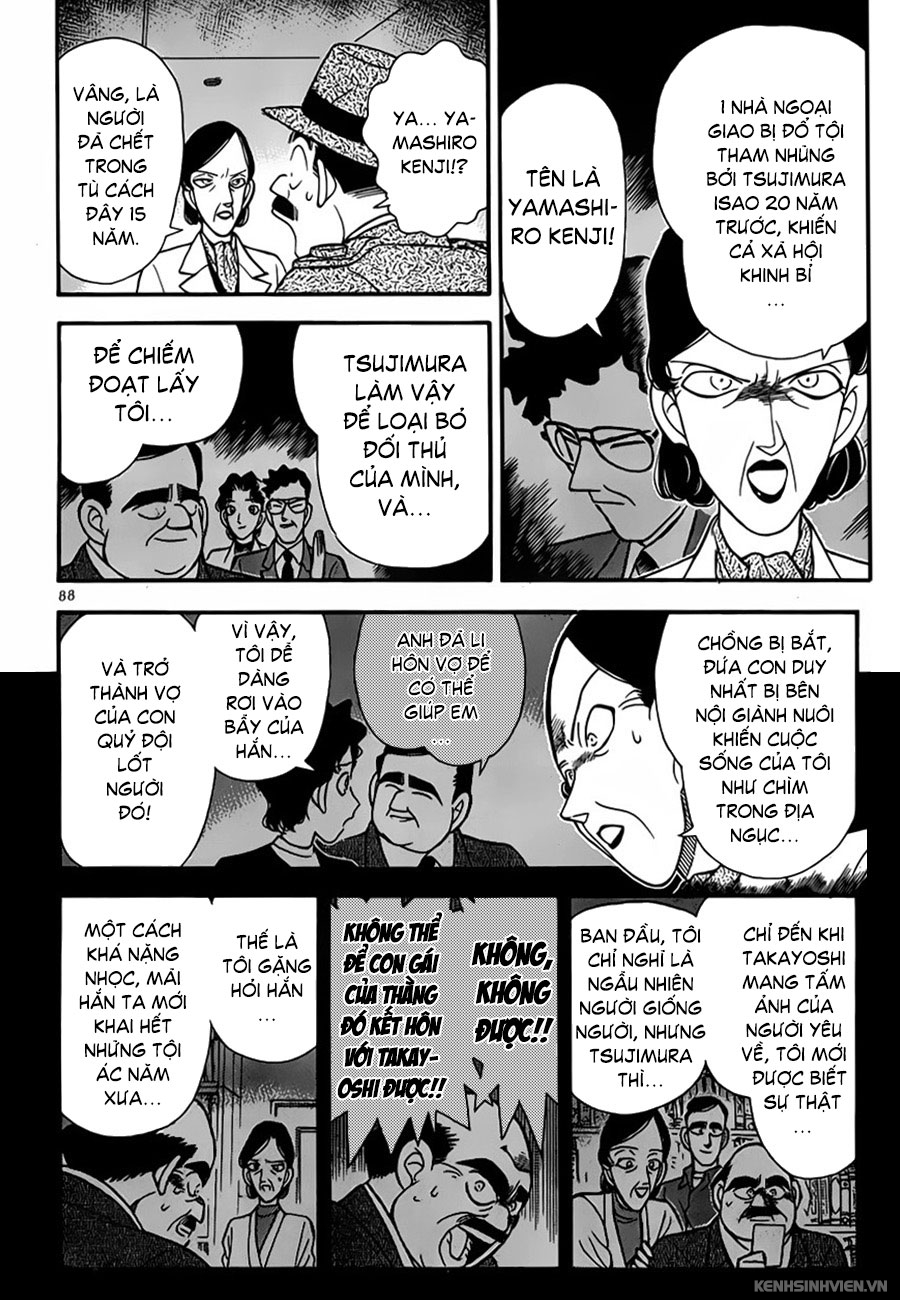 1 NHÀ NGOẠI
GIAO BỊ ĐỔ TỘI
THAM NHŨNG
BỞI TSUJIMURA
ISAO 20 NĂM
TRƯỚC, KHIẾN
CẢ XÃ HỘI
KHINH BỈ
...
TÊN LÀ
YAMASHI-
RO KENJI!
YA... YA-
MASHIRO
KENJI!?
VÂNG, LÀ
NGƯỜI
ĐÃ CHẾT
TRONG
TÙ CÁCH
ĐÂY 15
NĂM.
TSUJIMURA
LÀM VẬY
ĐỂ LOẠI BỎ
ĐỐI THỦ
CỦA MÌNH,
VÀ...
ĐỂ CHIẾM
ĐOẠT LẤY
TÔI...
88
CHỒNG BỊ BẮT,
ĐỨA CON DUY
NHẤT BỊ BÊN
NỘI GIÀNH NUÔI
KHIẾN CUỘC
SỐNG CỦA TÔI
NHƯ CHÌM
TRONG ĐỊA
NGỤC...
ANH ĐÃ LI
HÔN VỢ ĐỂ
CÓ THỂ
GIÚP EM
...
VÌ VẬY,
TÔI DỄ
DÀNG
RƠI VÀO
BẪY CỦA
HẮN...
VÀ TRỞ
THÀNH VỢ
CỦA CON
QUỶ ĐỘI
LỐT
NGƯỜI
ĐÓ!
CHỈ ĐẾN KHI
TAKAYOSHI
MANG TẤM
ẢNH CỦA
NGƯỜI YÊU
VỀ, TÔI MỚI
ĐƯỢC BIẾT
SỰ THẬT
...
BAN ĐẦU, TÔI
CHỈ NGHĨ LÀ
NGẪU NHIÊN
NGƯỜI GIỐNG
NGƯỜI, NHƯNG
TSUJIMURA
THÌ...
KHÔNG,
KHÔNG
ĐƯỢC!!
KHÔNG THỂ
ĐỂ CON GÁI
CỦA THẰNG
ĐÓ KẾT HÔN
VỚI TAKAY-
OSHI ĐƯỢC!!
THẾ LÀ
TÔI GẶNG
HỎI HẮN
...
MỘT CÁCH
KHÁ NẶNG
NHỌC, MÃI
HẮN TA MỚI
KHAI HẾT
NHỮNG TỘI
ÁC NĂM
XƯA...
KENHSINHVIEN.VN